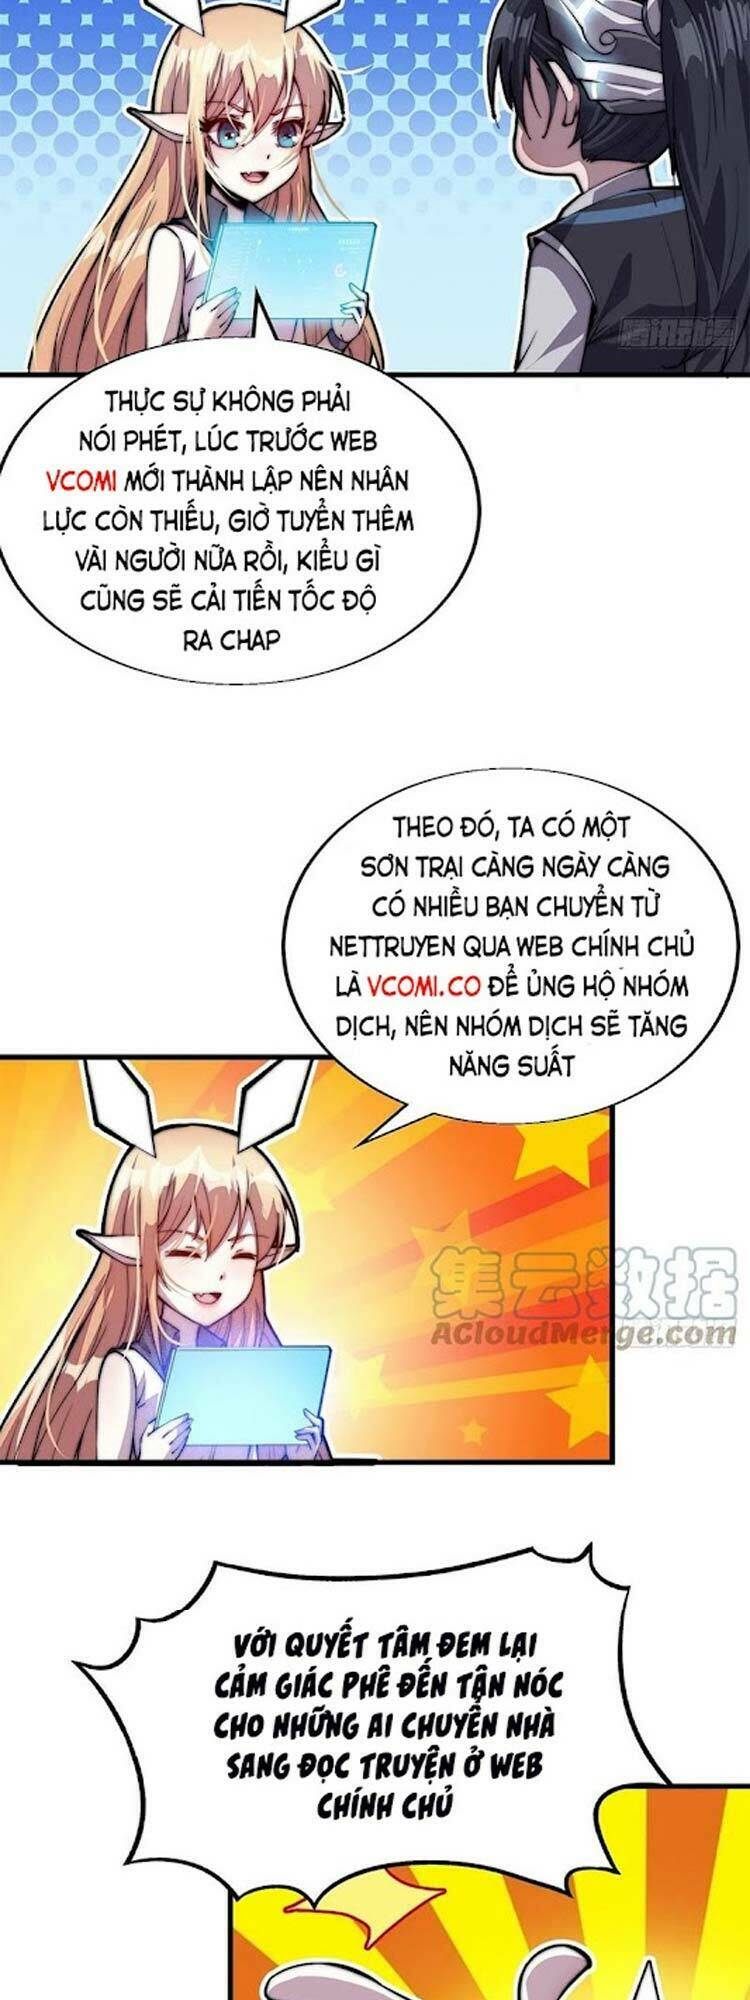 腾讯动漫
THỰC SỰ KHÔNG PHẢI
NÓI PHÉT, LÚC TRƯỚC WEB
VCOMI MỚI THÀNH LẬP NÊN NHÂN
LỰC CÒN THIẾU, GIỜ TUYỂN THÊM
VÀI NGƯỜI NỮA RỒI, KIỂU GÌ
CŨNG SẼ CẢI TIẾN TỐC ĐỘ
RA CHAP
THEO ĐÓ, TA CÓ MỘT
SƠN TRẠI CÀNG NGÀY CÀNG
CÓ NHIỀU BẠN CHUYỂN TỪ
NETTRUYEN QUA WEB CHÍNH CHỦ
LÀ VCOMI.CO ĐỂ ỦNG HỘ NHÓM
DỊCH, NÊN NHÓM DỊCH SẼ TĂNG
NĂNG SUẤT
集云数据
ACloudMerge.com
VỚI QUYẾT TÂM ĐEM LẠI
CẢM GIÁC PHÊ ĐẾN TẬN NÓC
CHO NHỮNG AI CHUYỂN NHÀ
SANG ĐỌC TRUYỆN Ở WEB
CHÍNH CHỦ